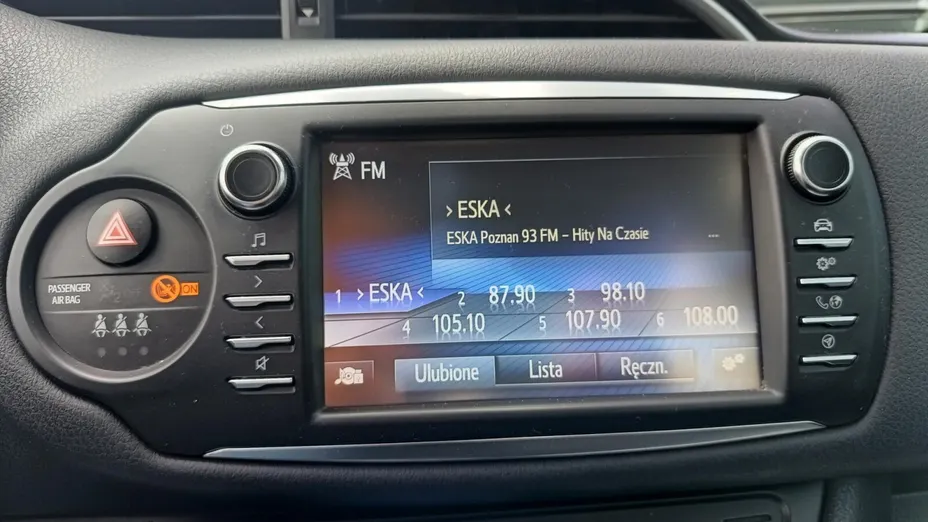 FM
› ESKA ‹
ESKA Poznan 93 FM – Hity Na Czasie
...
1 › ESKA ‹ 2 87.90 3 98.10
4 105.10 5 107.90 6 108.00
Ulubione Lista Ręczn.
PASSENGER
AIR BAG
ON